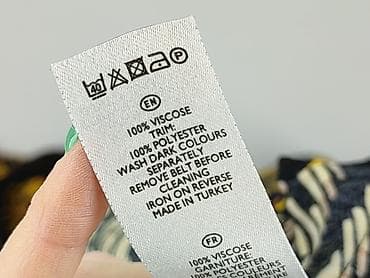 40
P
EN
100% VISCOSE
TRIM:
100% POLYESTER
WASH DARK COLOURS
SEPARATELY
REMOVE BELT BEFORE
CLEANING
IRON ON REVERSE
MADE IN TURKEY
FR
100% VISCOSE
GARNITURE:
100% POLYESTER
COULEURS